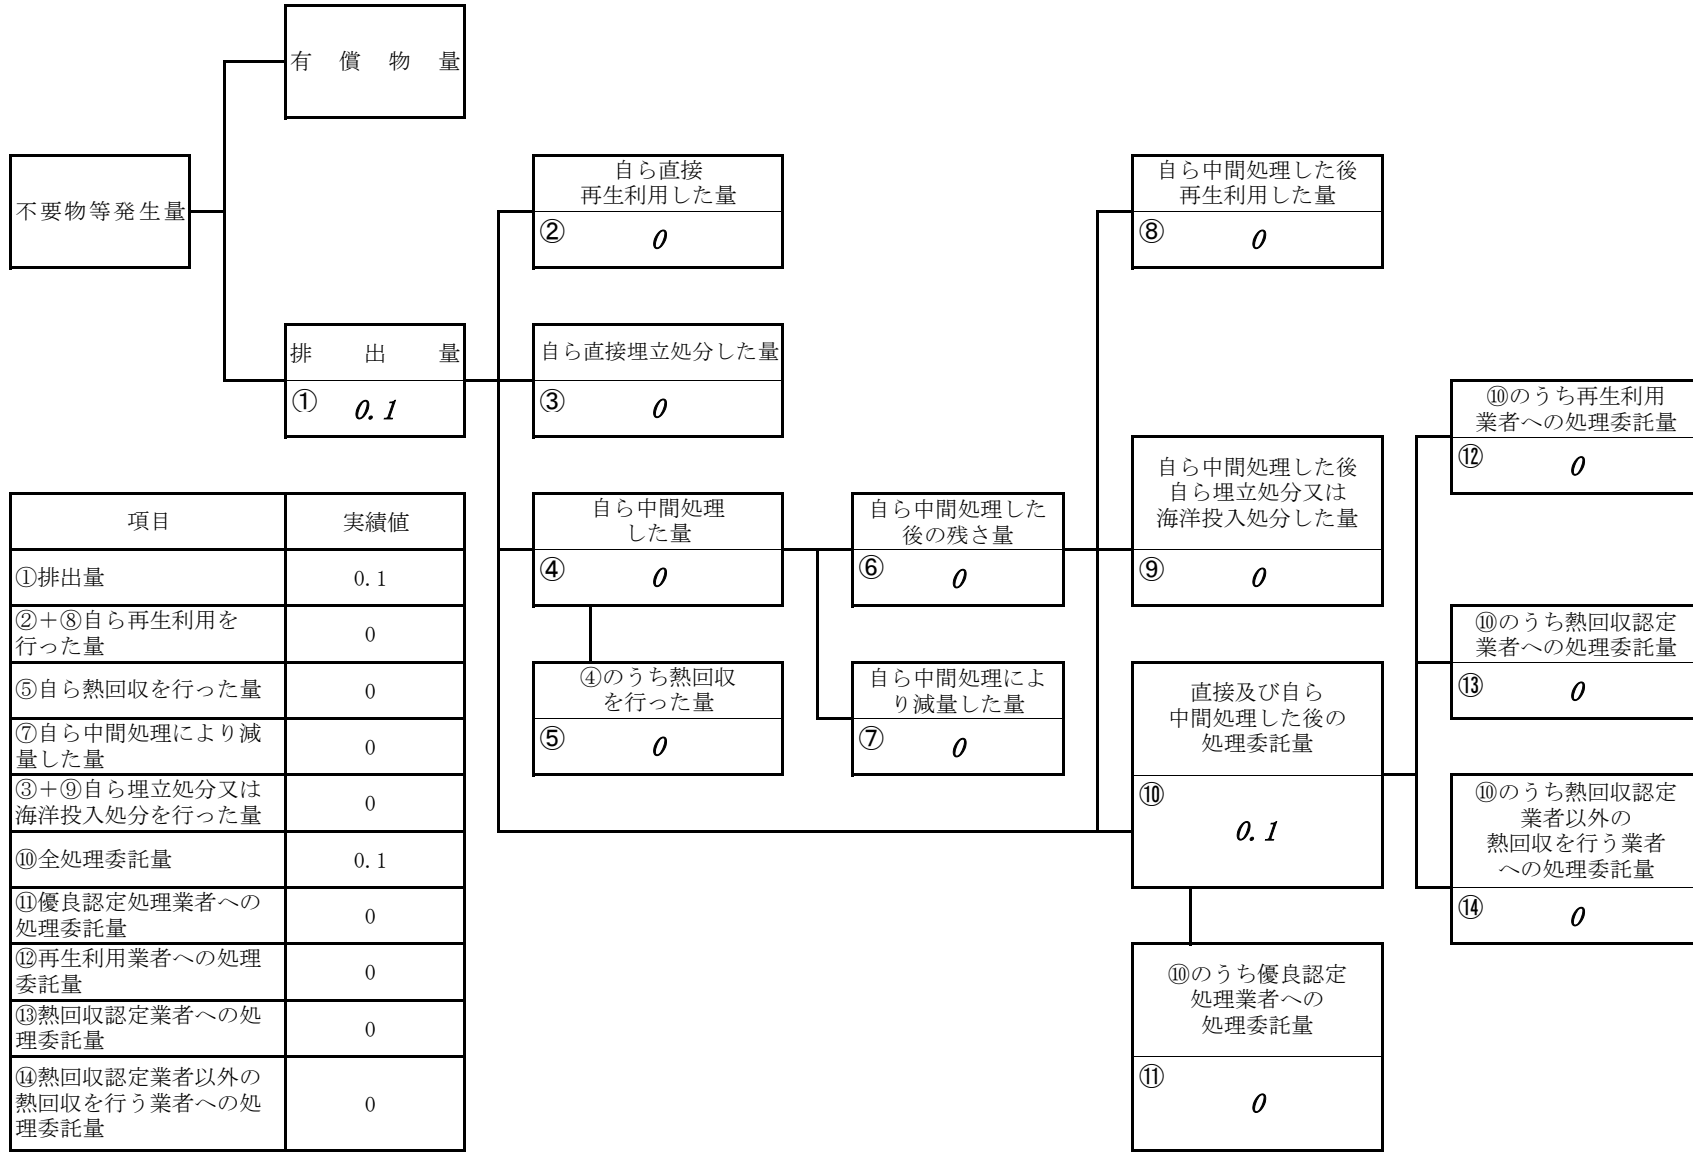 有償物量
不要物等発生量
排出量
① 0.1
自ら直接
再生利用した量
② 0
自ら直接埋立処分した量
③ 0
自ら中間処理
した量
④ 0
④のうち熱回収
を行った量
⑤ 0
自ら中間処理した
後の残さ量
⑥ 0
自ら中間処理によ
り減量した量
⑦ 0
自ら中間処理した後
再生利用した量
⑧ 0
自ら中間処理した後
自ら埋立処分又は
海洋投入処分した量
⑨ 0
直接及び自ら
中間処理した後の
処理委託量
⑩
0.1
⑩のうち優良認定
処理業者への
処理委託量
⑪
0
⑩のうち再生利用
業者への処理委託量
⑫ 0
⑩のうち熱回収認定
業者への処理委託量
⑬ 0
⑩のうち熱回収認定
業者以外の
熱回収を行う業者
への処理委託量
⑭ 0
項目 実績値
①排出量 0.1
②+⑧自ら再生利用を
行った量 0
⑤自ら熱回収を行った量 0
⑦自ら中間処理により減
量した量 0
③+⑨自ら埋立処分又は
海洋投入処分を行った量 0
⑩全処理委託量 0.1
⑪優良認定処理業者への
処理委託量 0
⑫再生利用業者への処理
委託量 0
⑬熱回収認定業者への処
理委託量 0
⑭熱回収認定業者以外の
熱回収を行う業者への処 0
理委託量